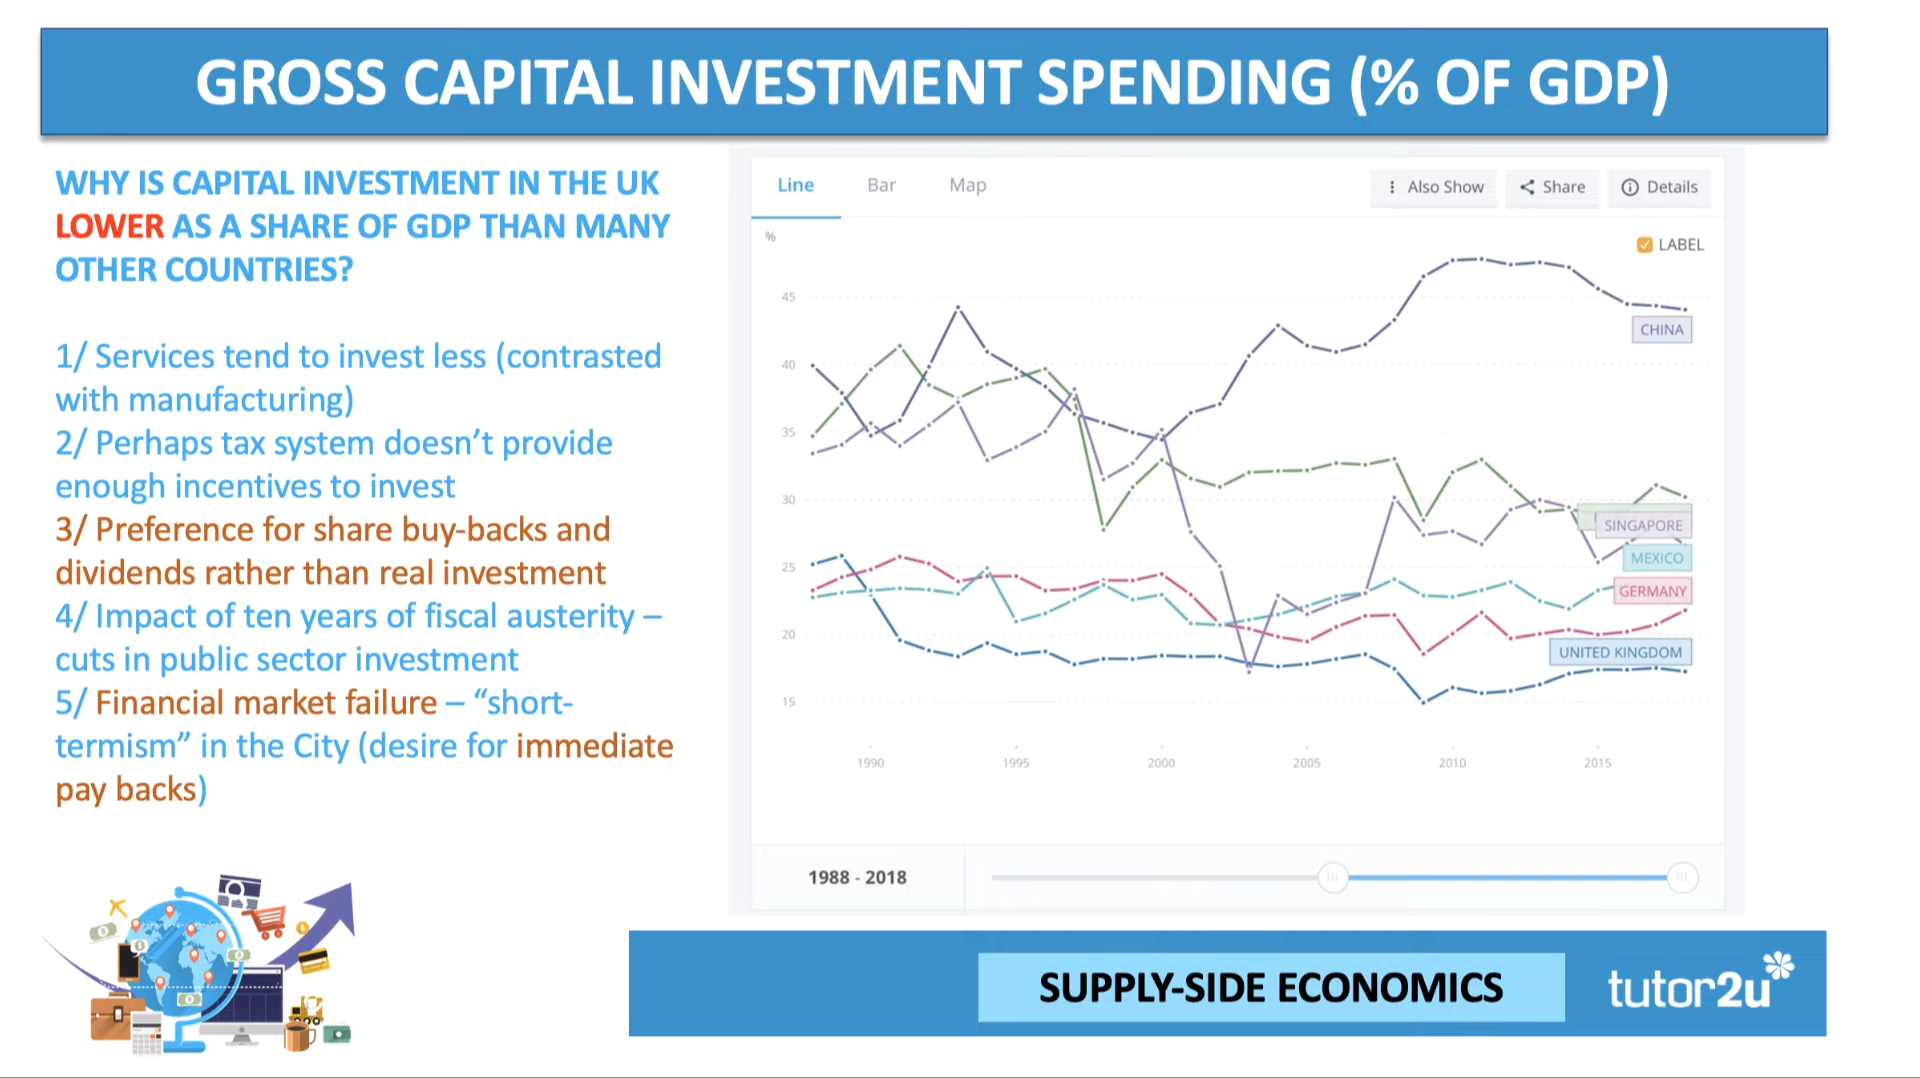 GROSS CAPITAL INVESTMENT SPENDING (% OF GDP)
WHY IS CAPITAL INVESTMENT IN THE UK
LOWER AS A SHARE OF GDP THAN MANY
OTHER COUNTRIES?
1/ Services tend to invest less (contrasted
with manufacturing)
2/ Perhaps tax system doesn’t provide
enough incentives to invest
3/ Preference for share buy-backs and
dividends rather than real investment
4/ Impact of ten years of fiscal austerity –
cuts in public sector investment
5/ Financial market failure – “short-
termism” in the City (desire for immediate
pay backs)
Line
Bar
Map
Also Show
Share
Details
%
LABEL
45
40
35
30
25
20
15
CHINA
SINGAPORE
MEXICO
GERMANY
UNITED KINGDOM
1990
1995
2000
2005
2010
2015
1988 - 2018
SUPPLY-SIDE ECONOMICS
tutor2u